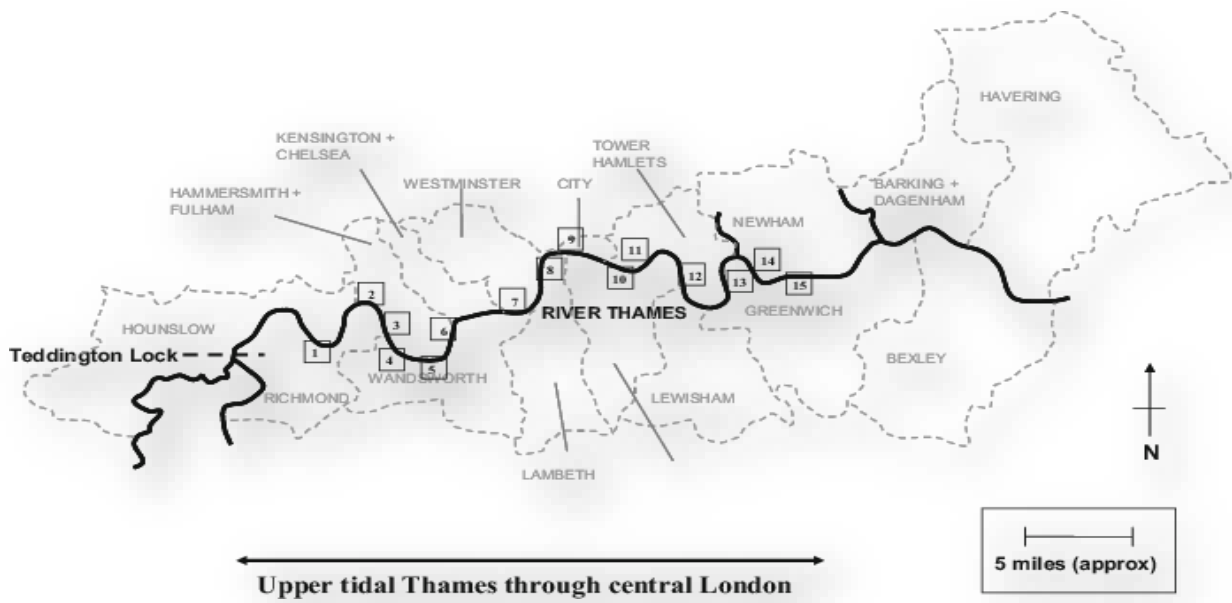 HAVERING
KENSINGTON +
CHELSEA
TOWER
HAMLETS
WESTMINSTER
CITY
HAMMERSMITH +
FULHAM
BARKING +
DAGENHAM
NEWHAM
9
11
14
8
10
12
13
15
2
7
RIVER THAMES
GREENWICH
3
6
HOUNSLOW
Teddington Lock
1
4
5
WANDSWORTH
BEXLEY
RICHMOND
LEWISHAM
LAMBETH
N
5 miles (approx)
Upper tidal Thames through central London